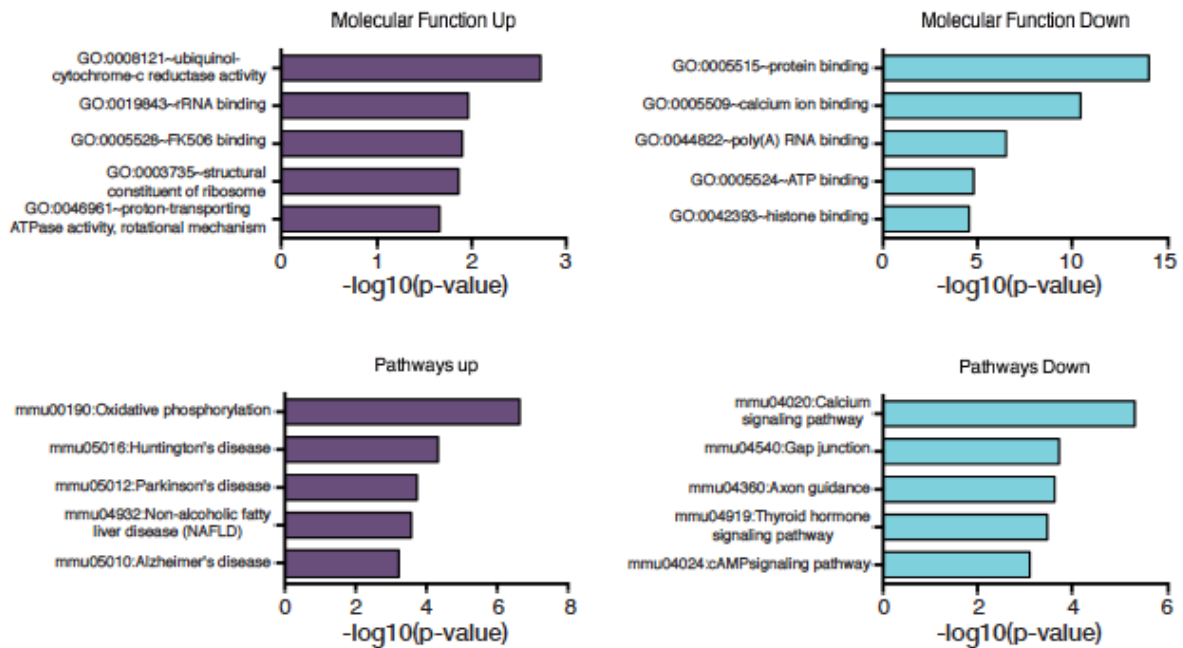 Molecular Function Up
GO:0008121~ubiquinol-
cytochrome-c reductase activity
GO:0019843~rRNA binding
GO:0005528~FK506 binding
GO:0003735~structural
constituent of ribosome
GO:0046961~proton-transporting
ATPase activity, rotational mechanism
0 1 2 3
-log10(p-value)
Molecular Function Down
GO:0005515~protein binding
GO:0005509~calcium ion binding
GO:0044822~poly(A) RNA binding
GO:0005524~ATP binding
GO:0042393~histone binding
0 5 10 15
-log10(p-value)
Pathways up
mmu00190:Oxidative phosphorylation
mmu05016:Huntington's disease
mmu05012:Parkinson's disease
mmu04932:Non-alcoholic fatty
liver disease (NAFLD)
mmu05010:Alzheimer's disease
0 2 4 6 8
-log10(p-value)
Pathways Down
mmu04020:Calcium
signaling pathway
mmu04540:Gap junction
mmu04360:Axon guidance
mmu04919:Thyroid hormone
signaling pathway
mmu04024:cAMPsignaling pathway
0 2 4 6
-log10(p-value)